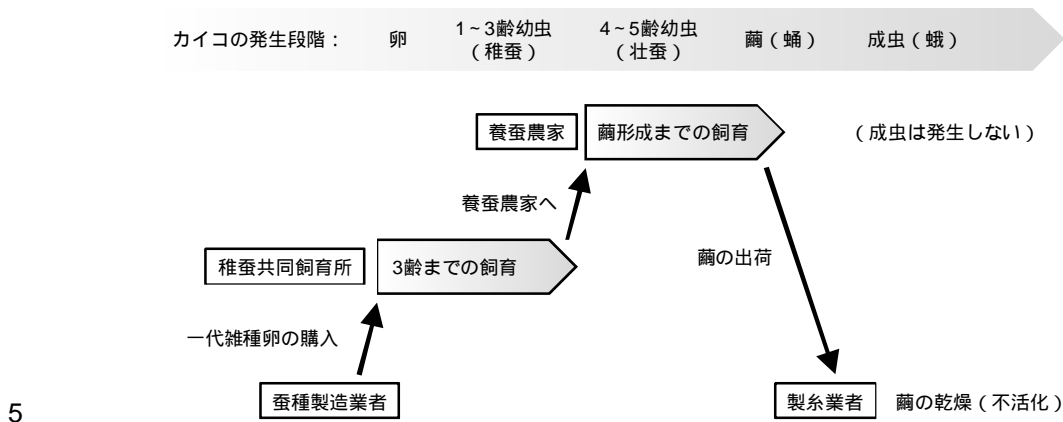 カイコの発生段階： 卵 1~3齢幼虫 4~5齢幼虫 繭（蛹） 成虫（蛾）
（稚蚕） （壮蚕）
養蚕農家 繭形成までの飼育 （成虫は発生しない）
養蚕農家へ
繭の出荷
稚蚕共同飼育所 3齢までの飼育
一代雑種卵の購入
蚕種製造業者 製糸業者 繭の乾燥（不活化）
5